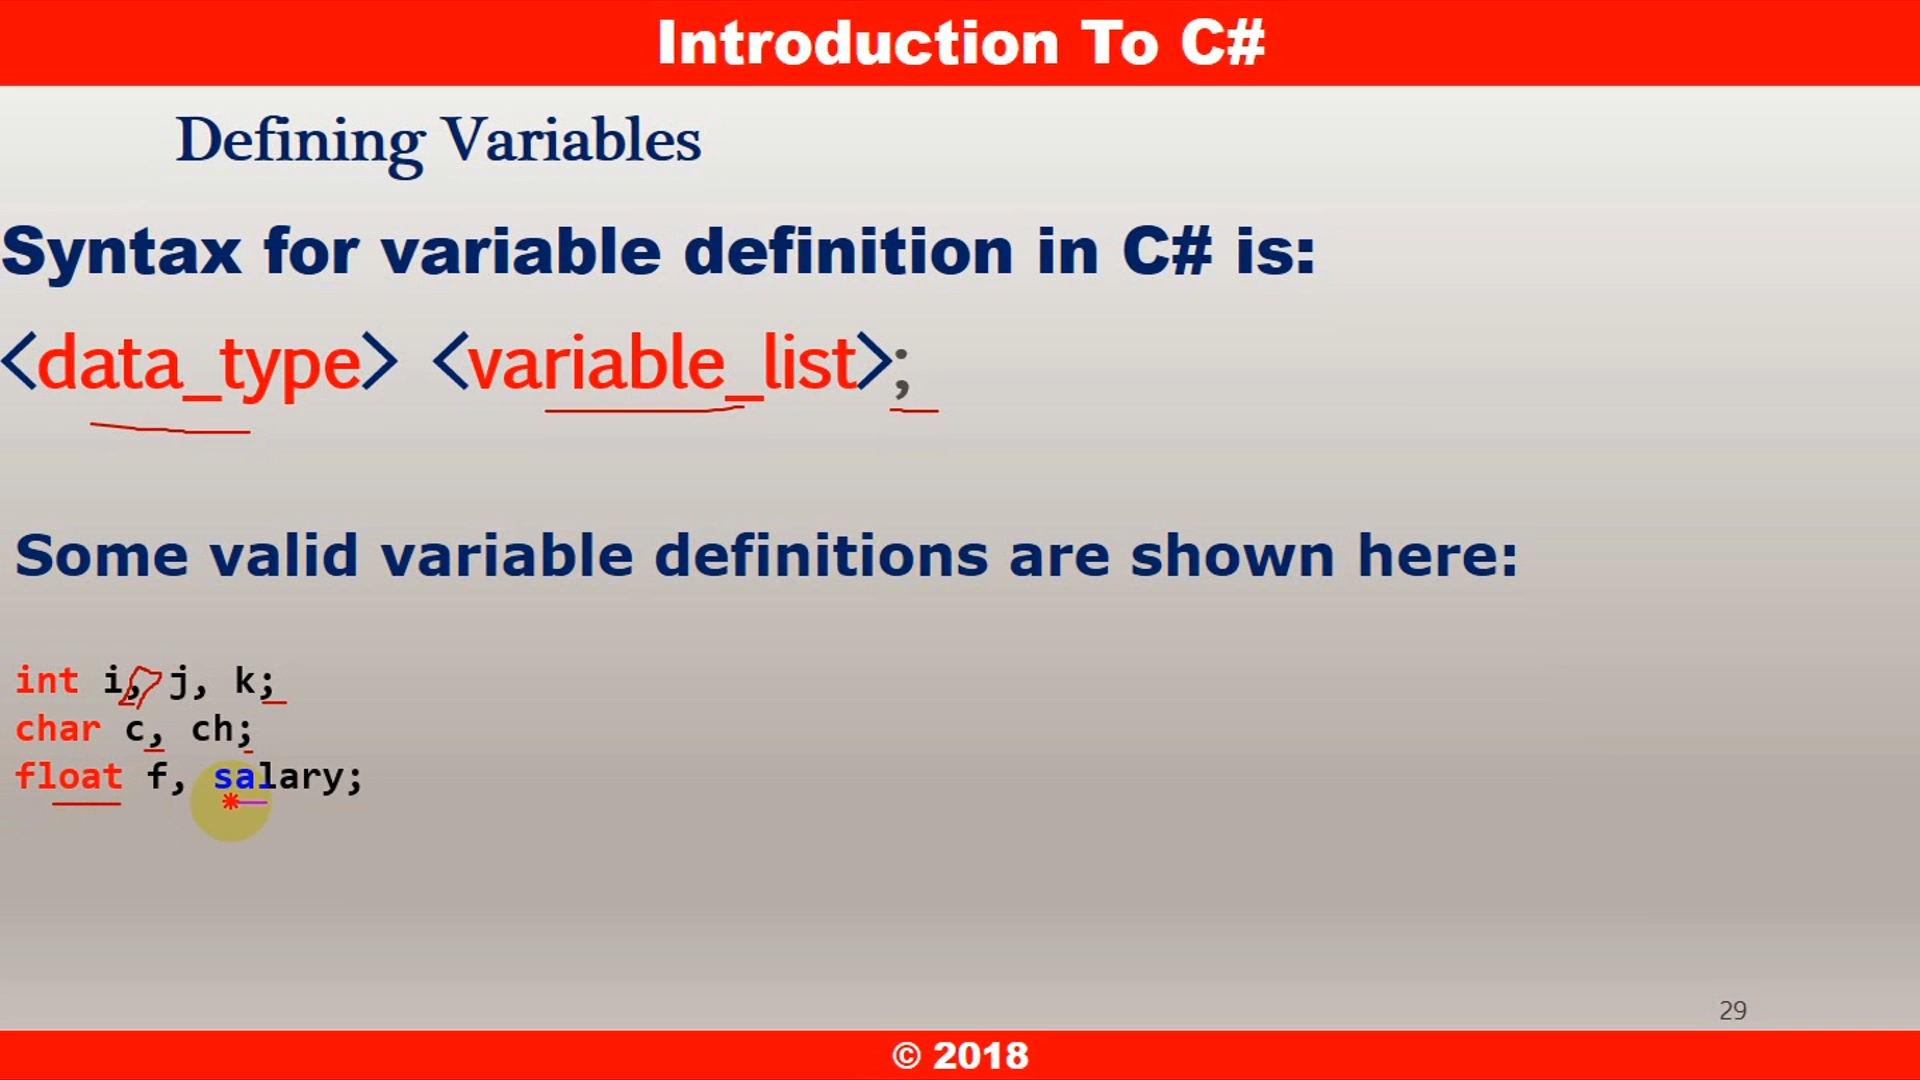 Introduction To C#
Defining Variables
Syntax for variable definition in C# is:
<data_type> <variable_list>;
Some valid variable definitions are shown here:
int i, j, k;
char c, ch;
float f, salary;
29
© 2018